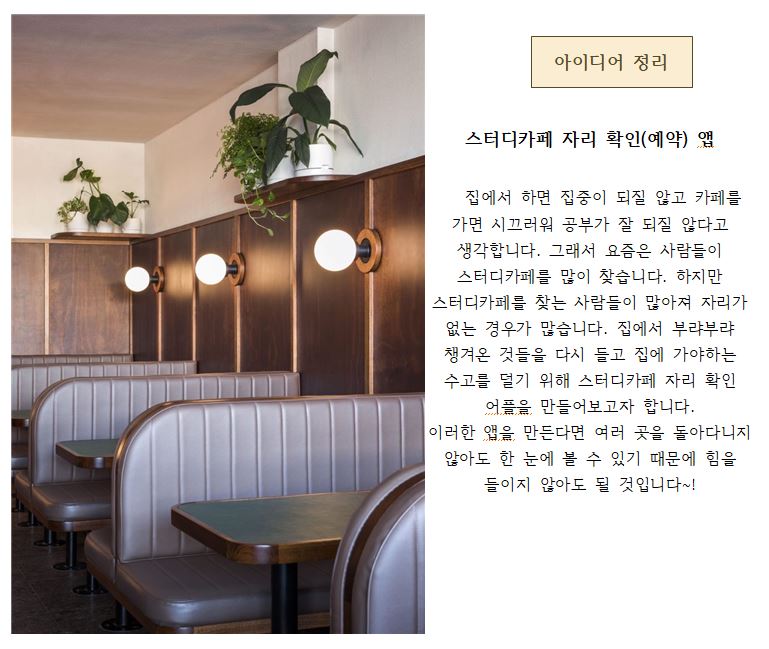 아이디어 정리
스터디카페 자리 확인(예약) 앱
집에서 하면 집중이 되질 않고 카페를
가면 시끄러워 공부가 잘 되질 않다고
생각합니다. 그래서 요즘은 사람들이
스터디카페를 많이 찾습니다. 하지만
스터디카페를 찾는 사람들이 많아져 자리가
없는 경우가 많습니다. 집에서 부랴부랴
챙겨온 것들을 다시 들고 집에 가야하는
수고를 덜기 위해 스터디카페 자리 확인
어플을 만들어보고자 합니다.
이러한 앱을 만든다면 여러 곳을 돌아다니지
않아도 한 눈에 볼 수 있기 때문에 힘을
들이지 않아도 될 것입니다~!